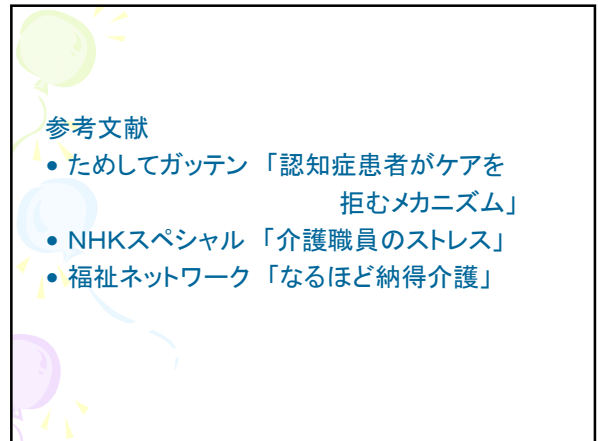 参考文献
• ためしてガッテン 「認知症患者がケアを
拒むメカニズム」
• NHKスペシャル 「介護職員のストレス」
• 福祉ネットワーク 「なるほど納得介護」